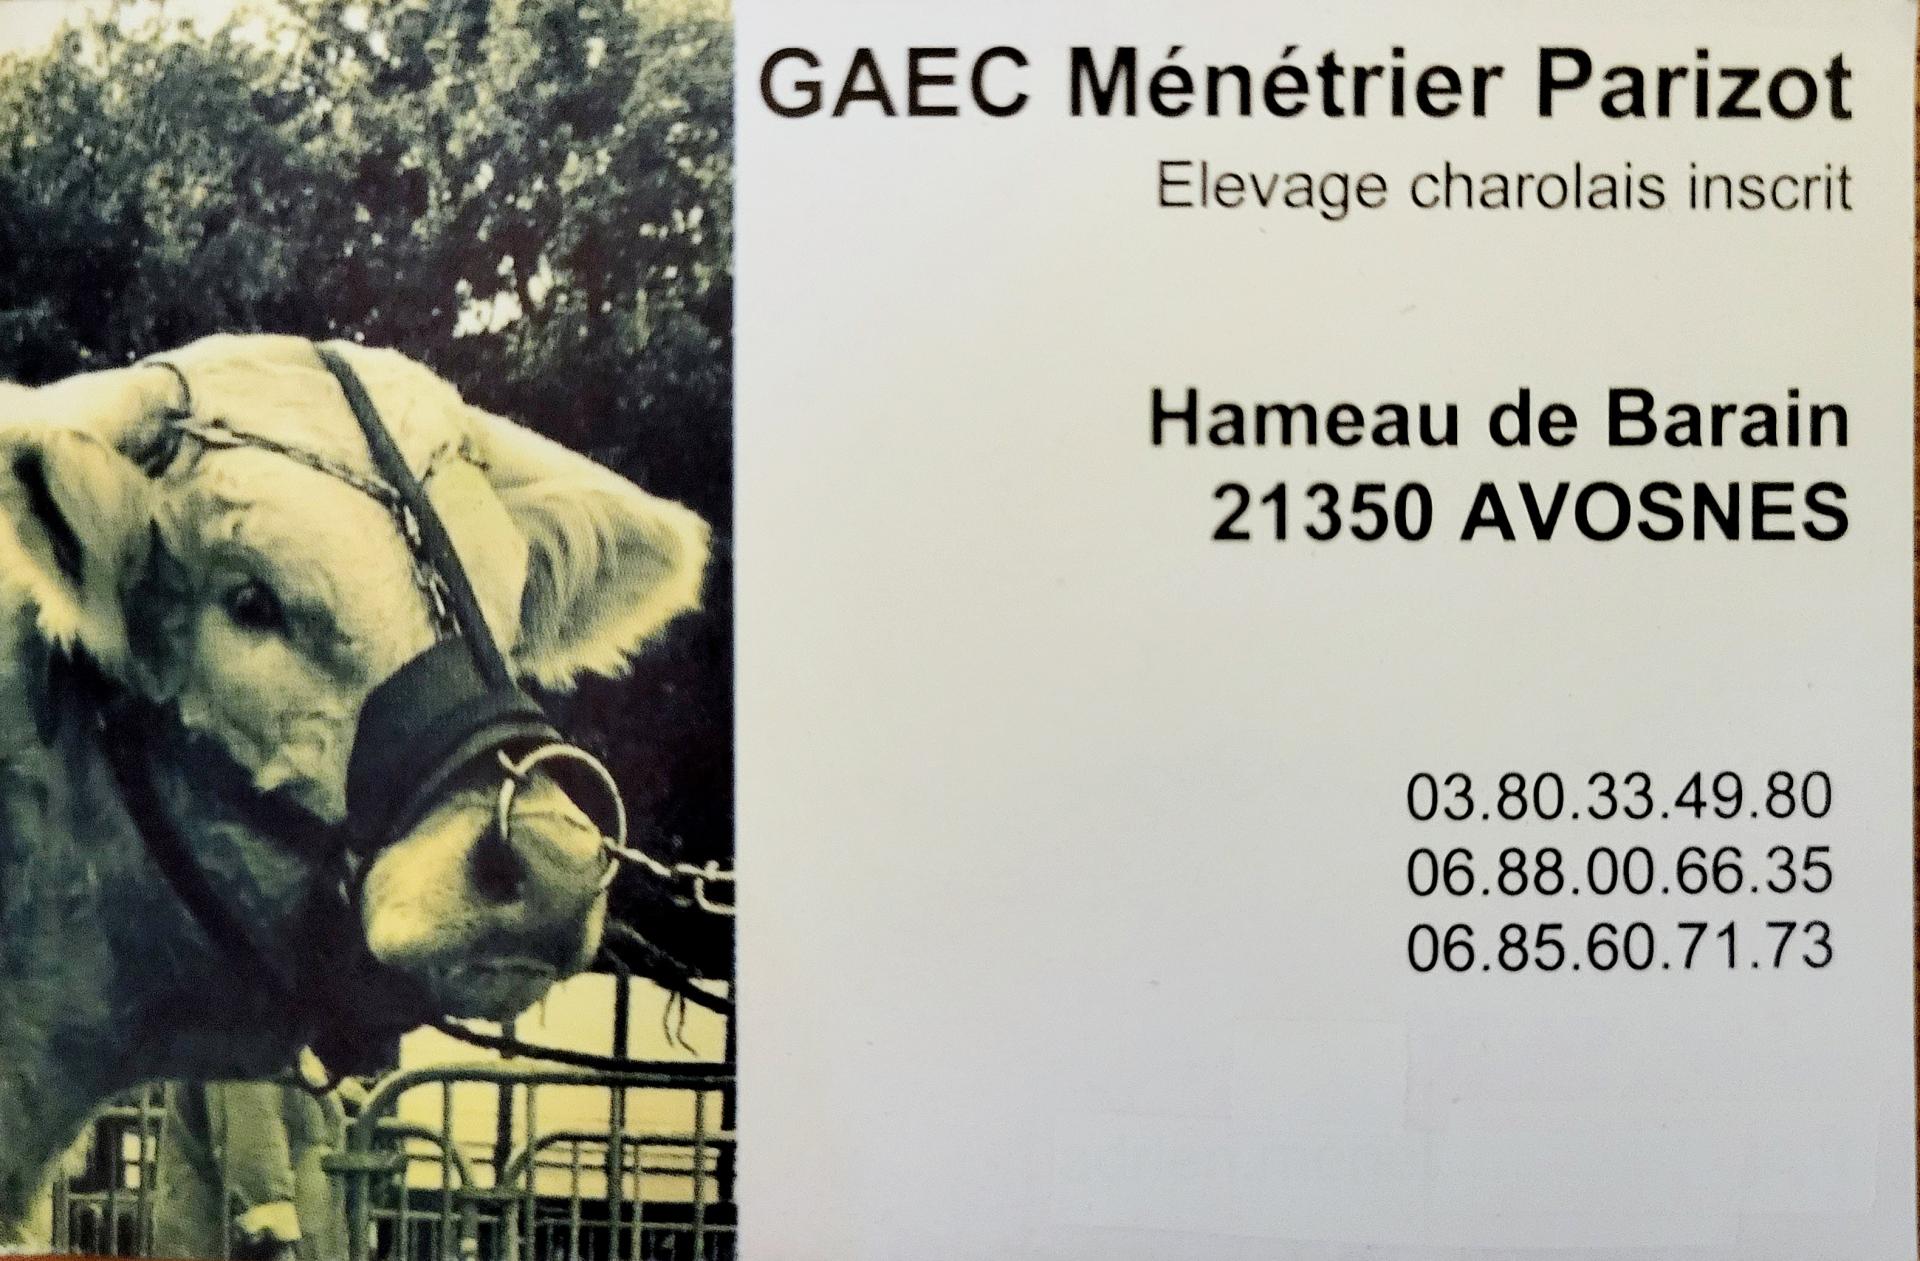 GAEC Ménétrier Parizot
Elevage charolais inscrit
Hameau de Barain
21350 AVOSNES
03.80.33.49.80
06.88.00.66.35
06.85.60.71.73